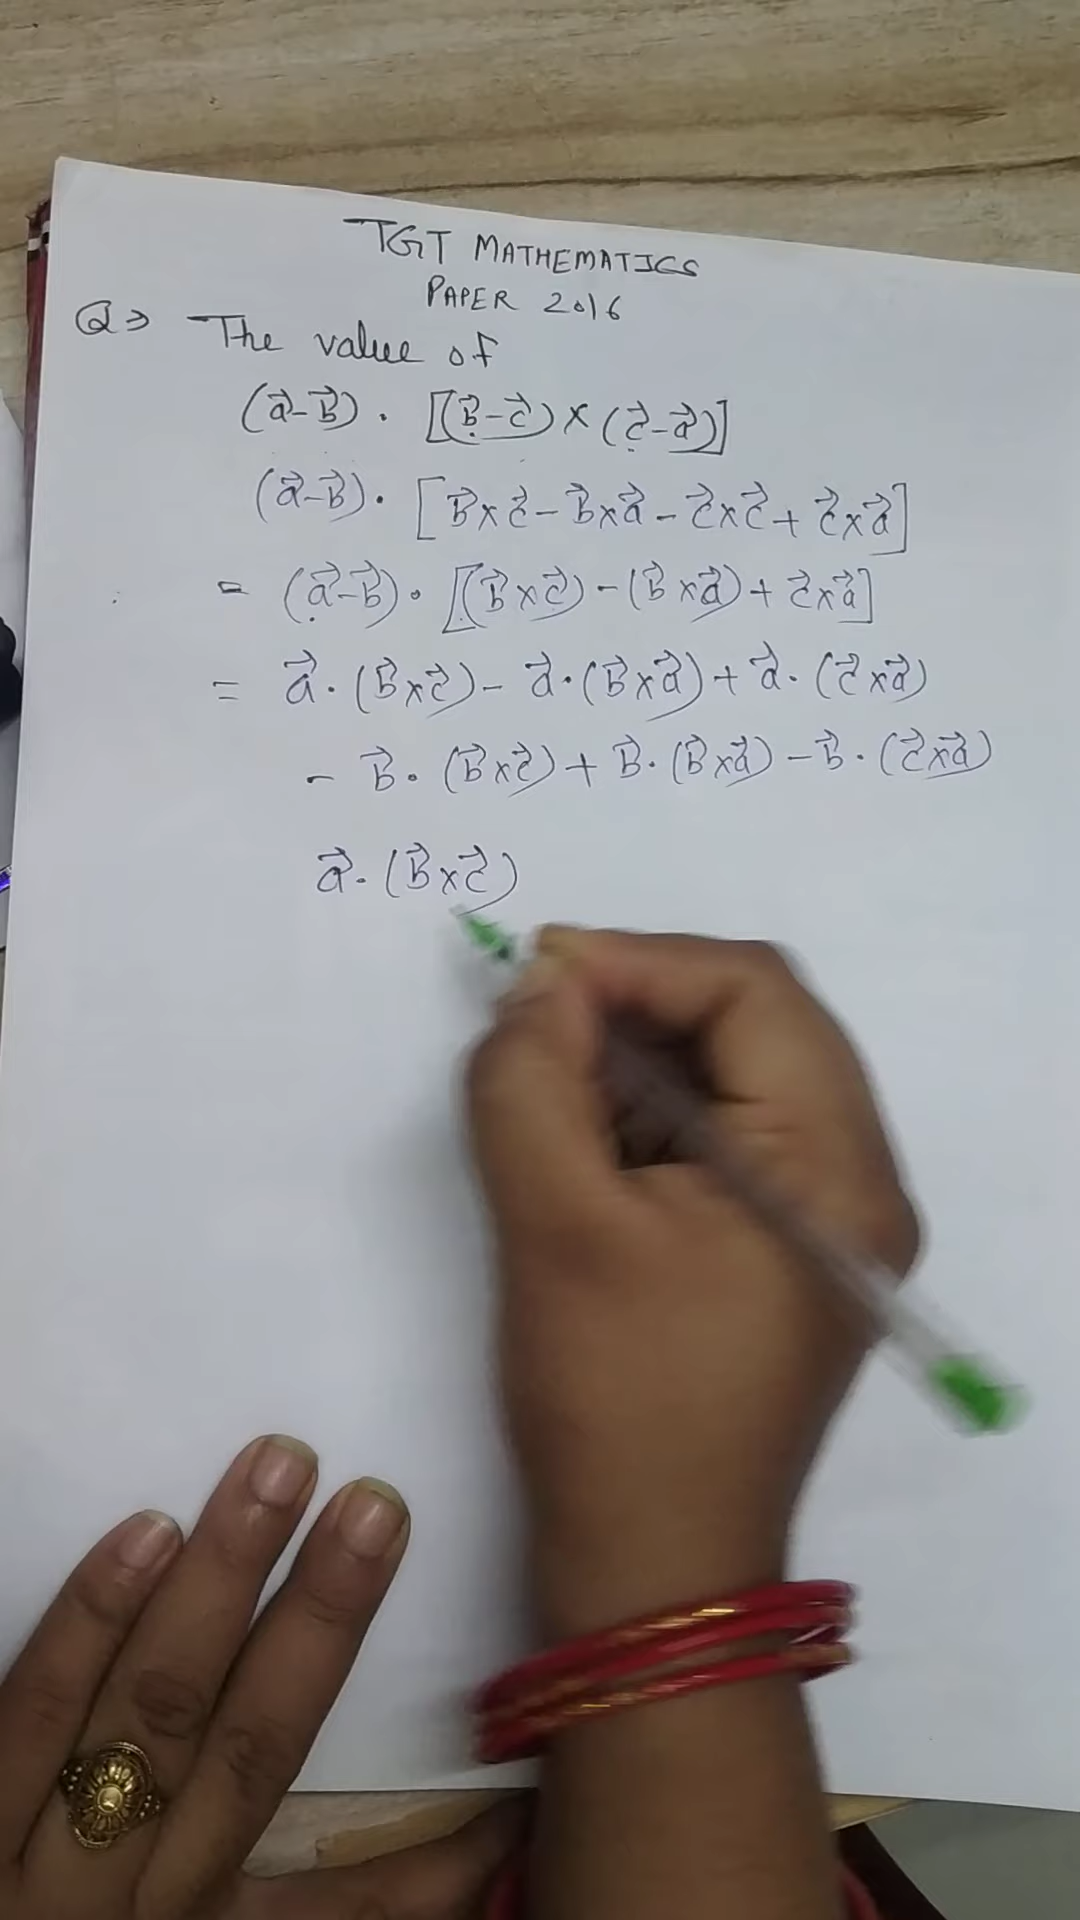 TGT MATHEMATICS
PAPER 2016
Q⇒ The value of
(a⃗-b⃗)·[(b⃗-c⃗)×(c⃗-a⃗)]
(a⃗-b⃗)·[b⃗×c⃗-b⃗×a⃗-c⃗×c⃗+c⃗×a⃗]
= (a⃗-b⃗)·[(b⃗×c⃗)-(b⃗×a⃗)+c⃗×a⃗]
= a⃗·(b⃗×c⃗)-a⃗·(b⃗×a⃗)+a⃗·(c⃗×a⃗)
- b⃗·(b⃗×c⃗)+b⃗·(b⃗×a⃗)-b⃗·(c⃗×a⃗)
a⃗·(b⃗×c⃗)